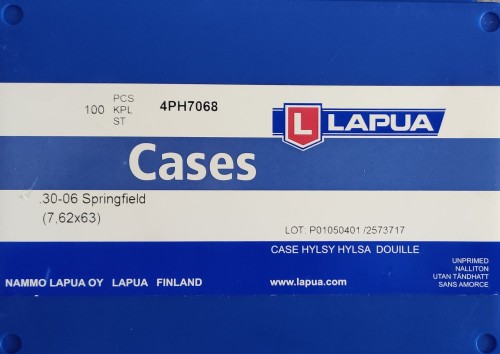 100 PCS KPL ST 4PH7068
L LAPUA
Cases
.30-06 Springfield
(7,62x63)
LOT: P01050401 /2573717
CASE HYLSY HYLSA DOUILLE
UNPRIMED
NALLITON
UTAN TÄNDHATT
SANS AMORCE
NAMMO LAPUA OY LAPUA FINLAND
www.lapua.com